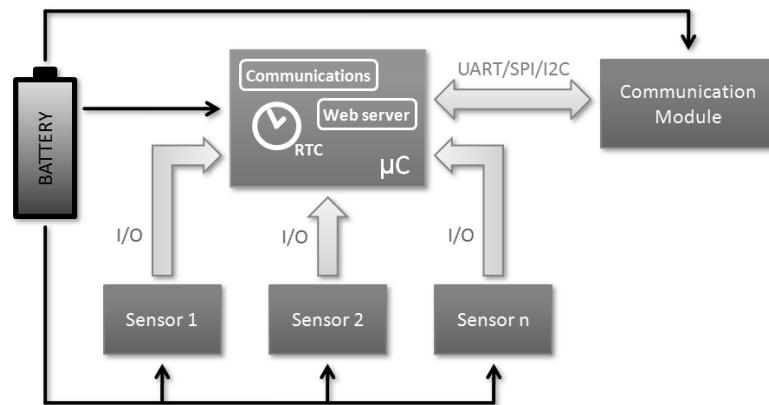 Communications
UART/SPI/I2C
Communication
Module
Web server
BATTERY
RTC
µC
I/O
I/O
I/O
Sensor 1
Sensor 2
Sensor n